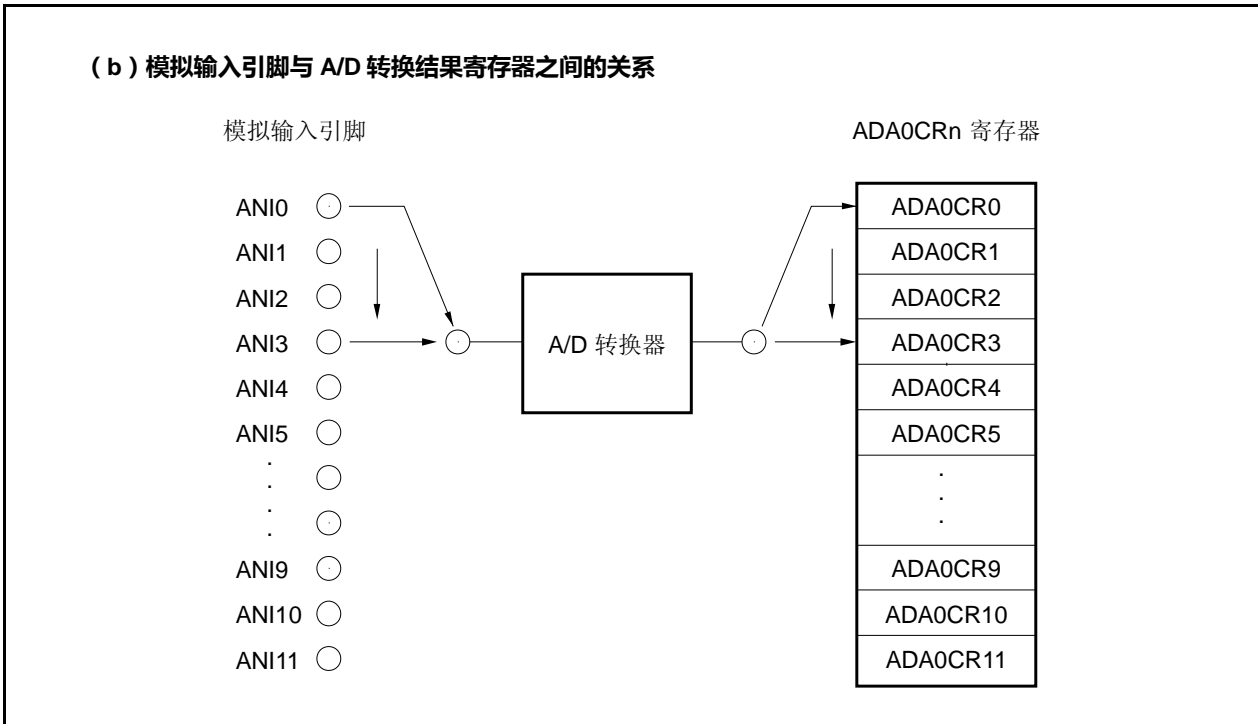 （b）模拟输入引脚与 A/D 转换结果寄存器之间的关系
模拟输入引脚
ADA0CRn 寄存器
ANI0
ADA0CR0
ANI1
ADA0CR1
ANI2
ADA0CR2
ANI3
A/D 转换器
ADA0CR3
ANI4
ADA0CR4
ANI5
ADA0CR5
ANI9
ADA0CR9
ANI10
ADA0CR10
ANI11
ADA0CR11